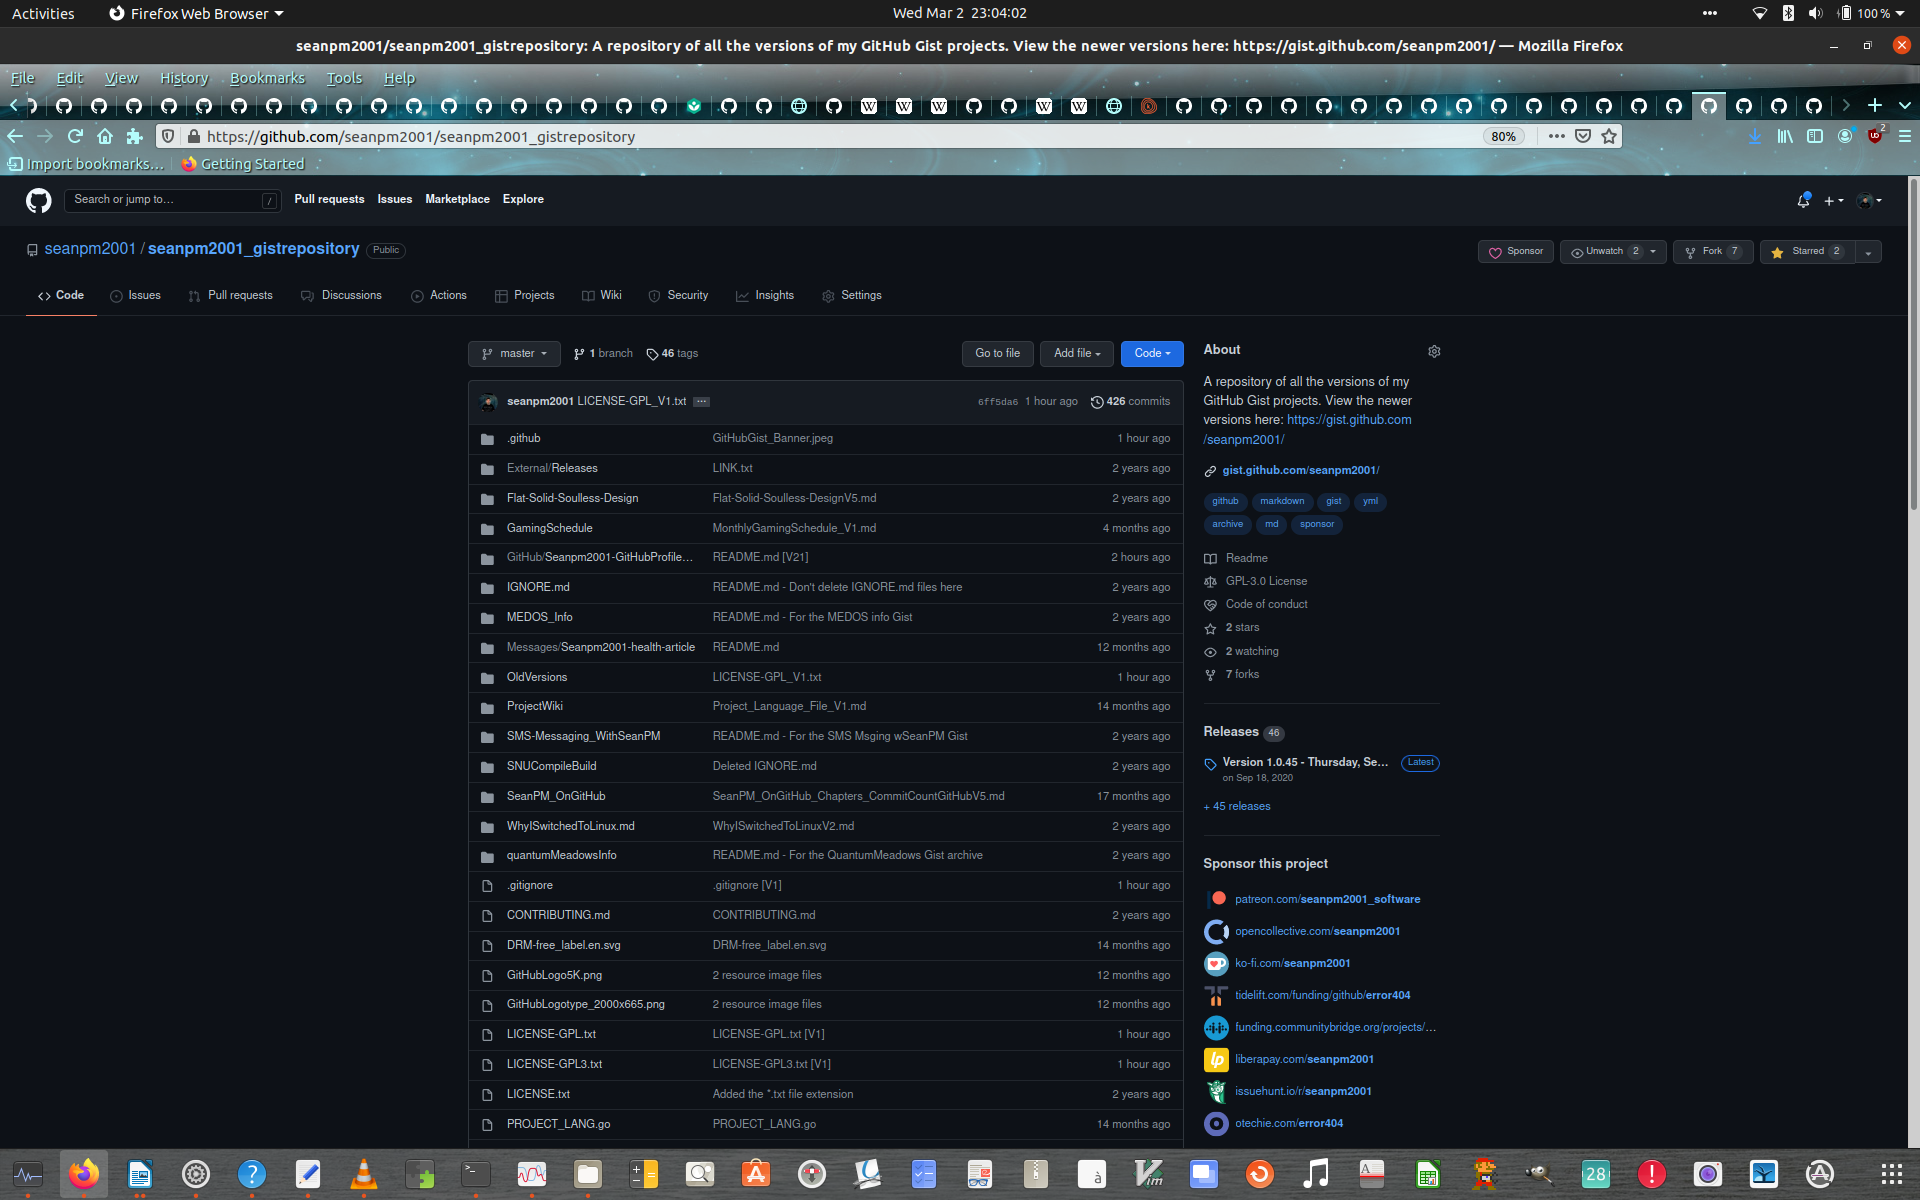 Activities
Firefox Web Browser
Wed Mar 2 23:04:02
100 %
seanpm2001/seanpm2001_gistrepository: A repository of all the versions of my GitHub Gist projects. View the newer versions here: https://gist.github.com/seanpm2001/ — Mozilla Firefox
File Edit View History Bookmarks Tools Help
https://github.com/seanpm2001/seanpm2001_gistrepository
80%
2
Import bookmarks…
Getting Started
Search or jump to…
/
Pull requests Issues Marketplace Explore
seanpm2001 / seanpm2001_gistrepository
Public
Sponsor
Unwatch 2
Fork 7
Starred 2
Code
Issues
Pull requests
Discussions
Actions
Projects
Wiki
Security
Insights
Settings
master
1 branch
46 tags
Go to file
Add file
Code
seanpm2001 LICENSE-GPL_V1.txt ...
6ff5da6 1 hour ago
426 commits
.github GitHubGist_Banner.jpeg 1 hour ago
External/Releases LINK.txt 2 years ago
Flat-Solid-Soulless-Design Flat-Solid-Soulless-DesignV5.md 2 years ago
GamingSchedule MonthlyGamingSchedule_V1.md 4 months ago
GitHub/Seanpm2001-GitHubProfile… README.md [V21] 2 hours ago
IGNORE.md README.md - Don't delete IGNORE.md files here 2 years ago
MEDOS_Info README.md - For the MEDOS info Gist 2 years ago
Messages/Seanpm2001-health-article README.md 12 months ago
OldVersions LICENSE-GPL_V1.txt 1 hour ago
ProjectWiki Project_Language_File_V1.md 14 months ago
SMS-Messaging_WithSeanPM README.md - For the SMS Msging wSeanPM Gist 2 years ago
SNUCompileBuild Deleted IGNORE.md 2 years ago
SeanPM_OnGitHub SeanPM_OnGitHub_Chapters_CommitCountGitHubV5.md 17 months ago
WhyISwitchedToLinux.md WhyISwitchedToLinuxV2.md 2 years ago
quantumMeadowsInfo README.md - For the QuantumMeadows Gist archive 2 years ago
.gitignore .gitignore [V1] 1 hour ago
CONTRIBUTING.md CONTRIBUTING.md 2 years ago
DRM-free_label.en.svg DRM-free_label.en.svg 14 months ago
GitHubLogo5K.png 2 resource image files 12 months ago
GitHubLogotype_2000x665.png 2 resource image files 12 months ago
LICENSE-GPL.txt LICENSE-GPL.txt [V1] 1 hour ago
LICENSE-GPL3.txt LICENSE-GPL3.txt [V1] 1 hour ago
LICENSE.txt Added the *.txt file extension 2 years ago
PROJECT_LANG.go PROJECT_LANG.go 14 months ago
About
A repository of all the versions of my
GitHub Gist projects. View the newer
versions here: https://gist.github.com
/seanpm2001/
gist.github.com/seanpm2001/
github markdown gist yml
archive md sponsor
Readme
GPL-3.0 License
Code of conduct
2 stars
2 watching
7 forks
Releases 46
Version 1.0.45 - Thursday, Se… Latest
on Sep 18, 2020
+ 45 releases
Sponsor this project
patreon.com/seanpm2001_software
opencollective.com/seanpm2001
ko-fi.com/seanpm2001
tidelift.com/funding/github/error404
funding.communitybridge.org/projects/…
liberapay.com/seanpm2001
issuehunt.io/r/seanpm2001
otechie.com/error404
28